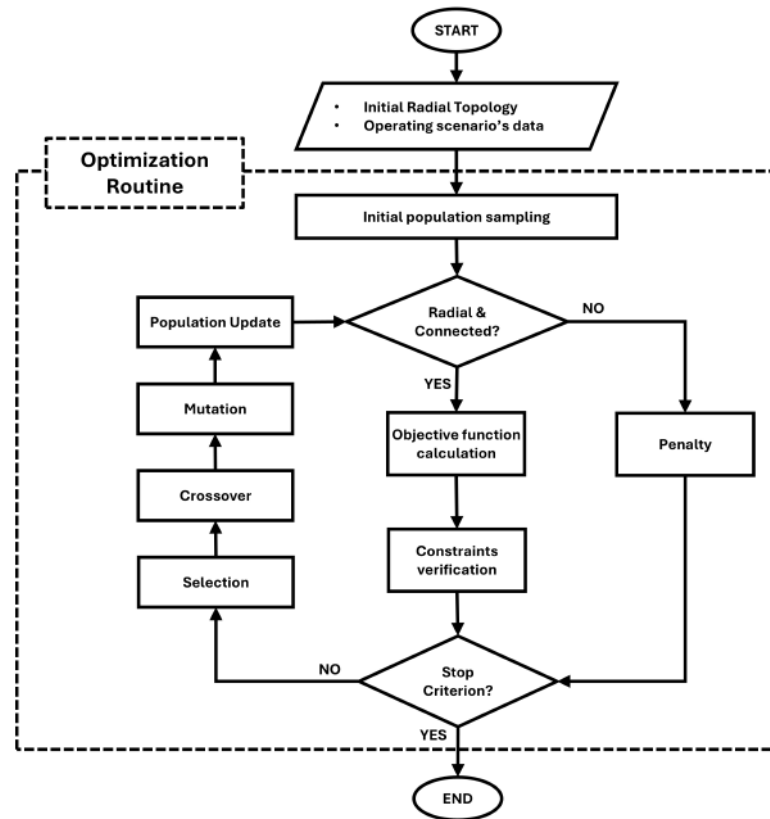 START
• Initial Radial Topology
• Operating scenario's data
Optimization
Routine
Initial population sampling
Population Update
Radial &
Connected?
NO
YES
Mutation
Objective function
calculation
Penalty
Crossover
Constraints
verification
Selection
NO
Stop
Criterion?
YES
END